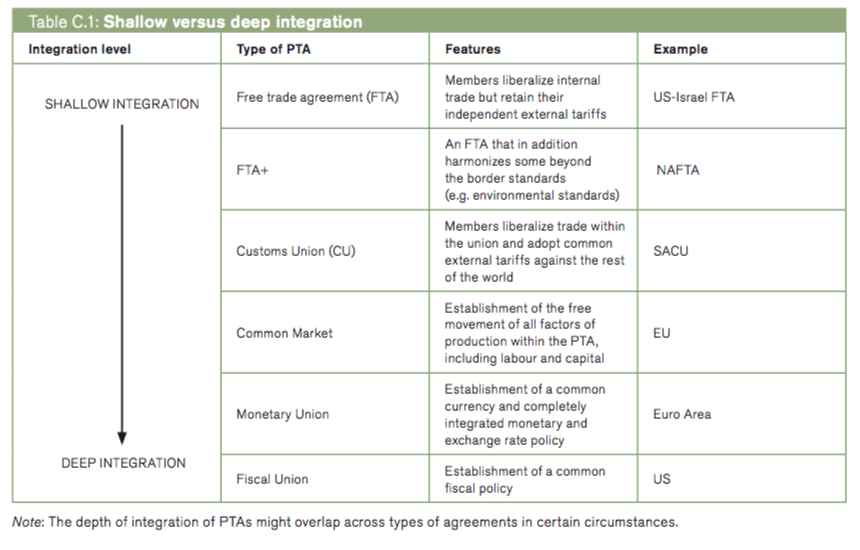 Table C.1: Shallow versus deep integration
Integration level
Type of PTA
Features
Example
SHALLOW INTEGRATION
Free trade agreement (FTA)
Members liberalize internal
trade but retain their
independent external tariffs
US-Israel FTA
FTA+
An FTA that in addition
harmonizes some beyond
the border standards
(e.g. environmental standards)
NAFTA
Customs Union (CU)
Members liberalize trade within
the union and adopt common
external tariffs against the rest
of the world
SACU
Common Market
Establishment of the free
movement of all factors of
production within the PTA,
including labour and capital
EU
Monetary Union
Establishment of a common
currency and completely
integrated monetary and
exchange rate policy
Euro Area
DEEP INTEGRATION
Fiscal Union
Establishment of a common
fiscal policy
US
Note: The depth of integration of PTAs might overlap across types of agreements in certain circumstances.